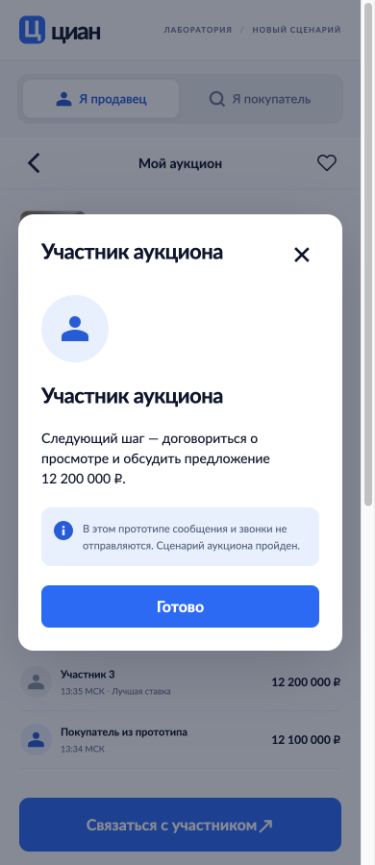 циан
ЛАБОРАТОРИЯ / НОВЫЙ СЦЕНАРИЙ
Я продавец
Я покупатель
Мой аукцион
Участник аукциона
Участник аукциона
Следующий шаг — договориться о
просмотре и обсудить предложение
12 200 000 ₽.
В этом прототипе сообщения и звонки не
отправляются. Сценарий аукциона пройден.
Готово
Участник 3
13:35 МСК · Лучшая ставка
12 200 000 ₽
Покупатель из прототипа
13:34 МСК
12 100 000 ₽
Связаться с участником